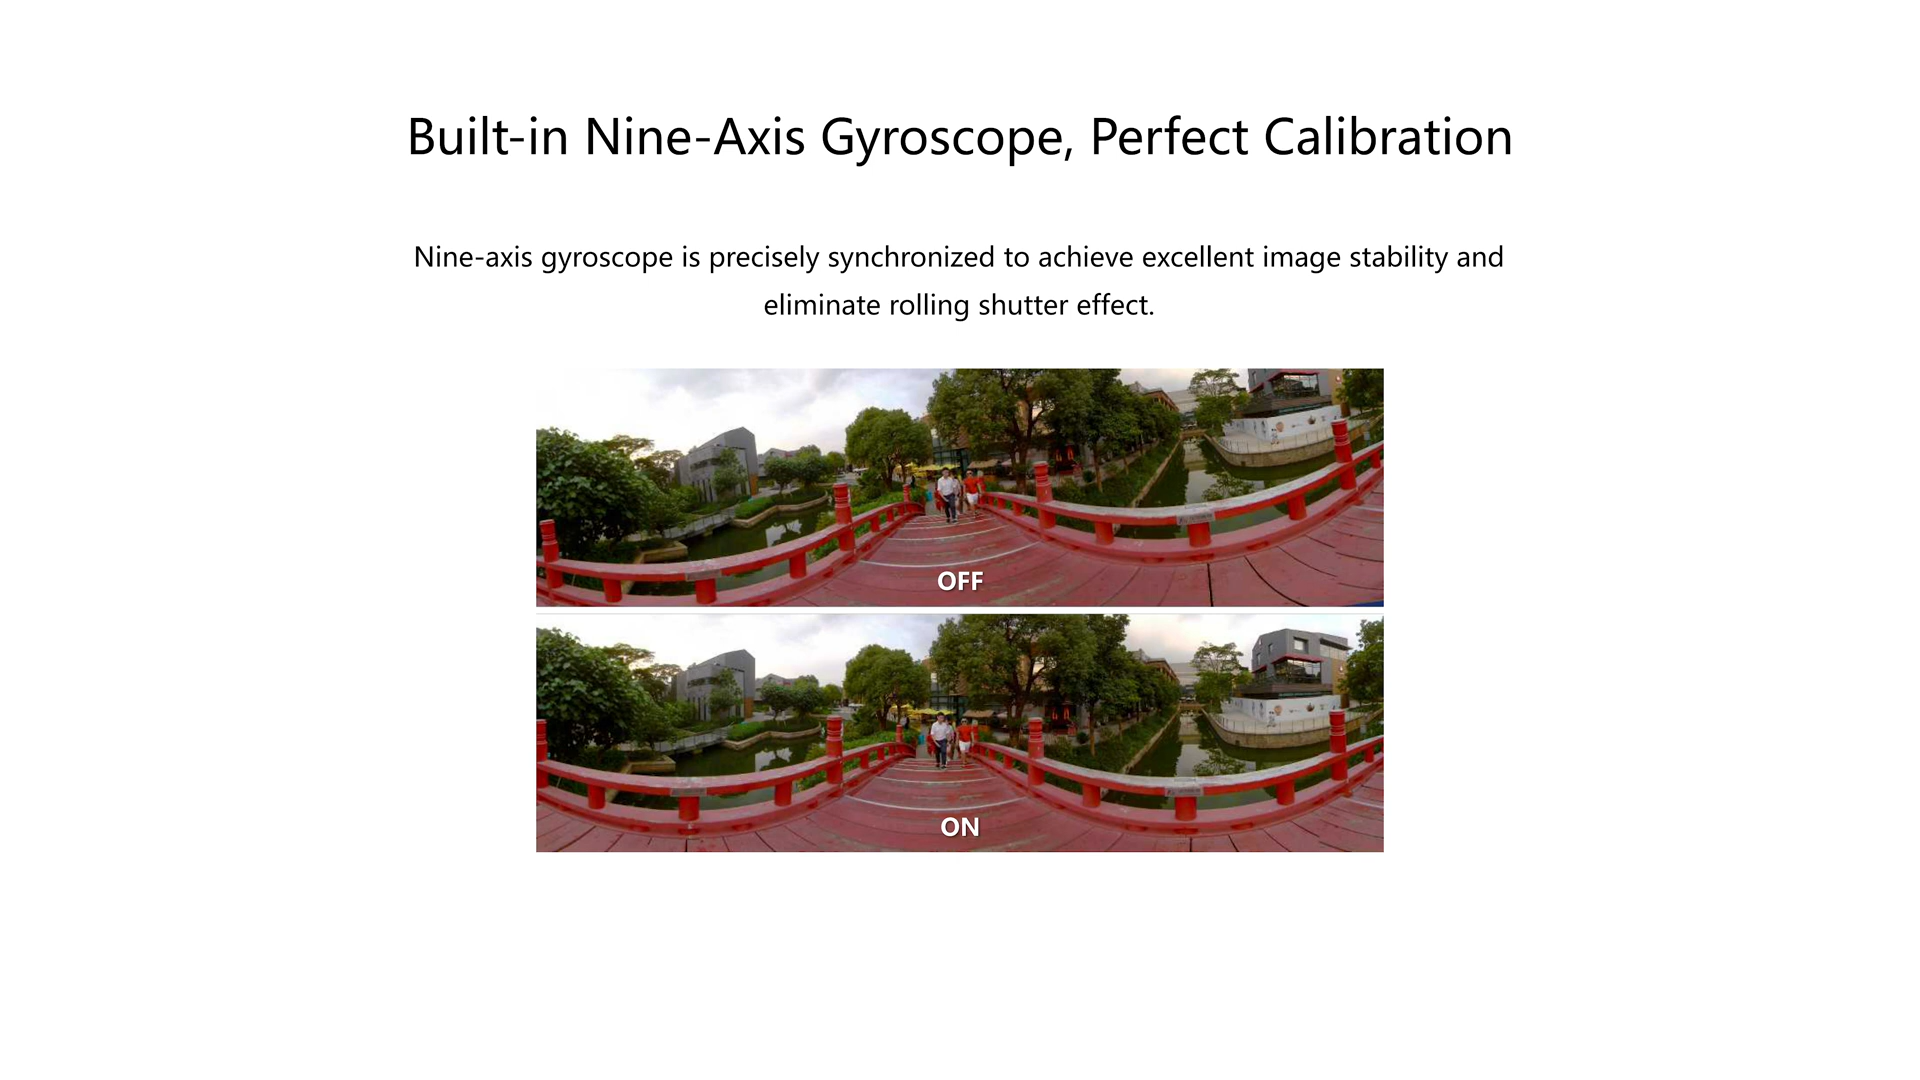 Built-in Nine-Axis Gyroscope, Perfect Calibration
Nine-axis gyroscope is precisely synchronized to achieve excellent image stability and
eliminate rolling shutter effect.
OFF
ON